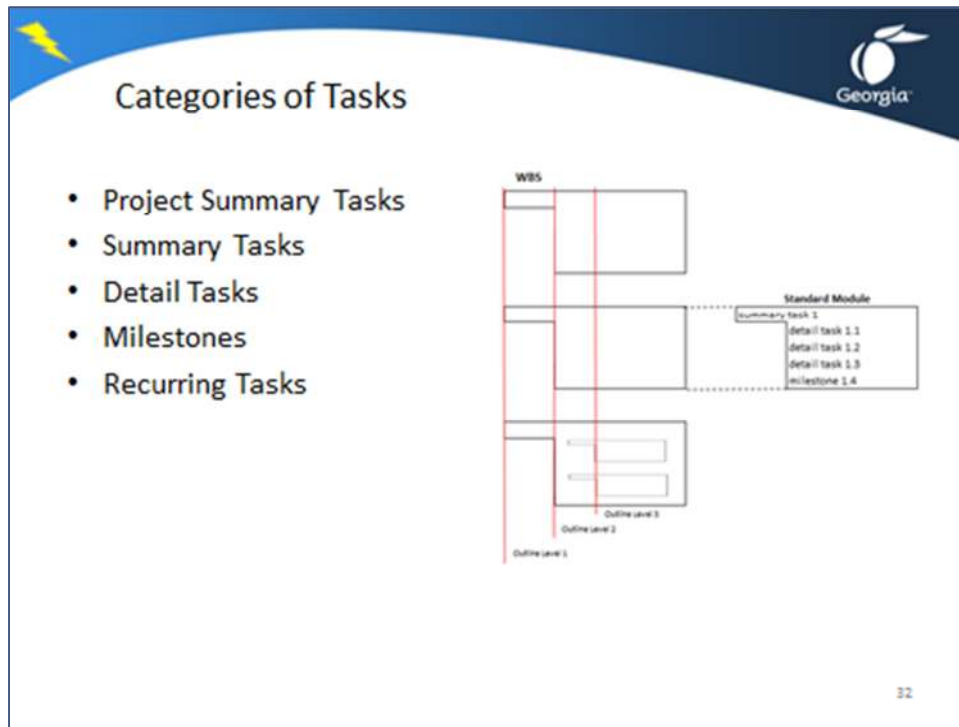 Georgia
Categories of Tasks
• Project Summary Tasks
• Summary Tasks
• Detail Tasks
• Milestones
• Recurring Tasks
WBS
Standard Module
summary task 1
detail task 1.1
detail task 1.2
detail task 1.3
milestone 1.4
Outline Level 3
Outline Level 2
Outline Level 1
32